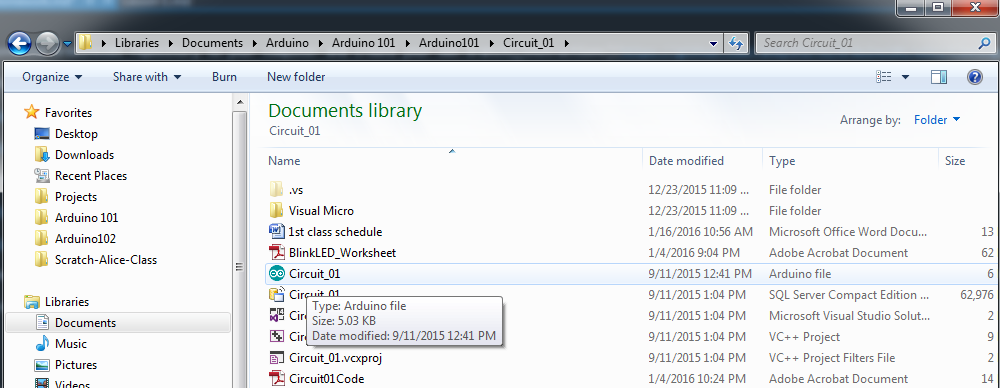 Libraries Documents Arduino Arduino 101 Arduino101 Circuit_01
Search Circuit_01
Organize Share with Burn New folder
Favorites
Desktop
Downloads
Recent Places
Projects
Arduino 101
Arduino102
Scratch-Alice-Class
Libraries
Documents
Music
Pictures
Videos
Documents library
Circuit_01
Arrange by: Folder
Name Date modified Type Size
.vs 12/23/2015 11:09 ... File folder
Visual Micro 12/23/2015 11:09 ... File folder
1st class schedule 1/16/2016 10:56 AM Microsoft Office Word Docu... 13
BlinkLED_Worksheet 1/4/2016 9:04 PM Adobe Acrobat Document 62
Circuit_01 9/11/2015 12:41 PM Arduino file 6
Circuit_01 9/11/2015 1:04 PM SQL Server Compact Edition ... 62,976
Circ 9/11/2015 1:04 PM Microsoft Visual Studio Solut... 2
Circ 9/11/2015 1:04 PM VC++ Project 9
Circuit_01.vcxproj 9/11/2015 1:04 PM VC++ Project Filters File 2
Circuit01Code 1/4/2016 10:24 PM Adobe Acrobat Document 14
Type: Arduino file
Size: 5.03 KB
Date modified: 9/11/2015 12:41 PM